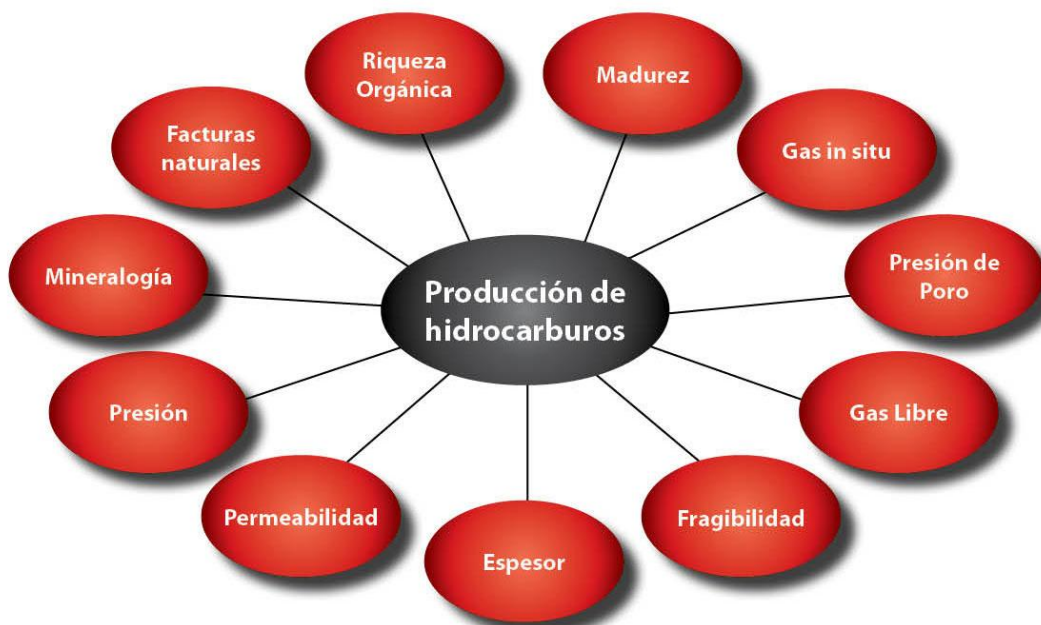 Riqueza
Orgánica
Madurez
Facturas
naturales
Gas in situ
Mineralogía
Producción de
hidrocarburos
Presión de
Poro
Presión
Gas Libre
Permeabilidad
Fragibilidad
Espesor